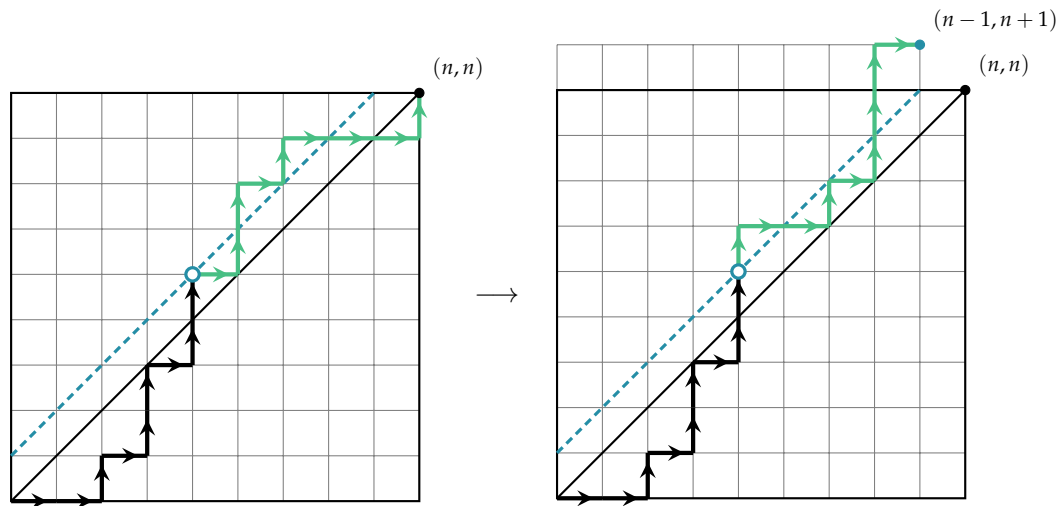 (n, n)
⟶
(n − 1, n + 1)
(n, n)